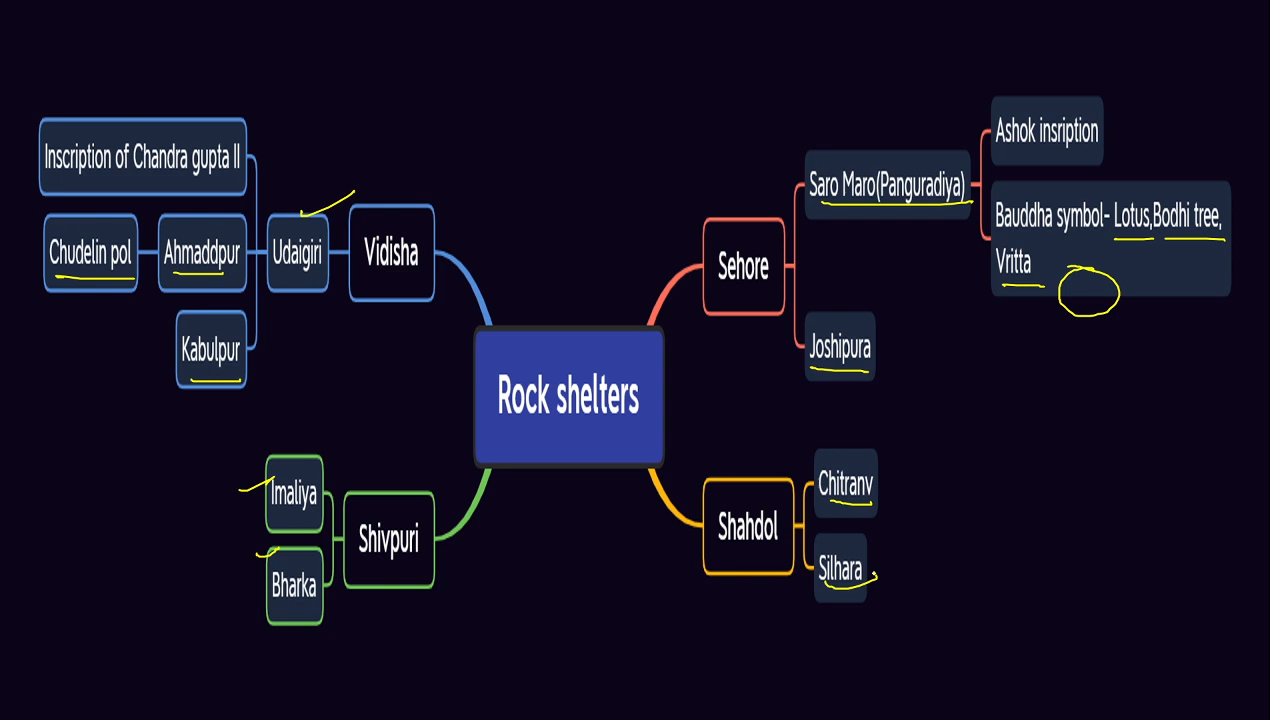 Rock shelters
Vidisha
Udaigiri
Inscription of Chandra gupta II
Ahmaddpur
Chudelin pol
Kabulpur
Shivpuri
Imaliya
Bharka
Sehore
Saro Maro(Panguradiya)
Ashok insription
Bauddha symbol- Lotus,Bodhi tree,
Vritta
Joshipura
Shahdol
Chitranv
Silhara